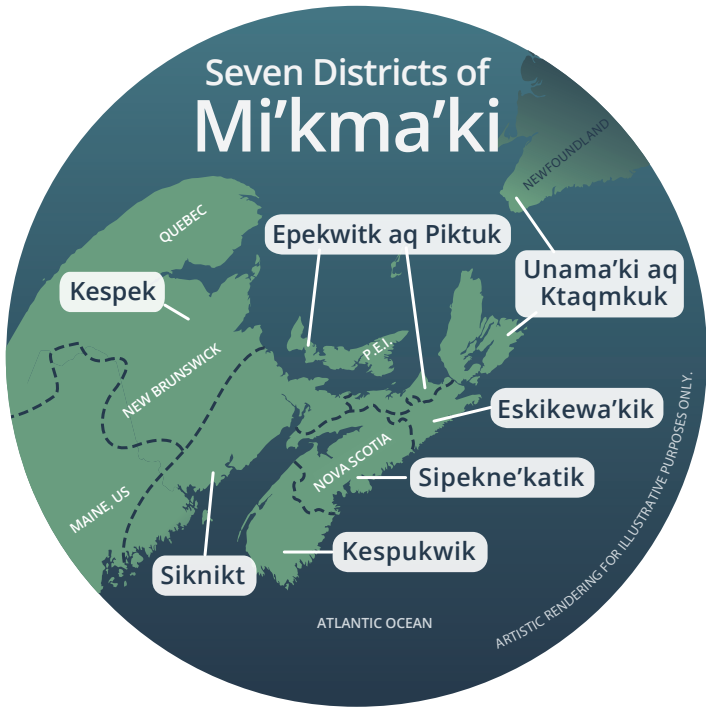 Seven Districts of
Mi’kma’ki
NEWFOUNDLAND
QUEBEC
Epekwitk aq Piktuk
Unama’ki aq
Ktaqmkuk
Kespek
P.E.I.
NEW BRUNSWICK
Eskikewa’kik
NOVA SCOTIA
Sipekne’katik
MAINE, US
Kespukwik
Siknikt
ATLANTIC OCEAN
ARTISTIC RENDERING FOR ILLUSTRATIVE PURPOSES ONLY.